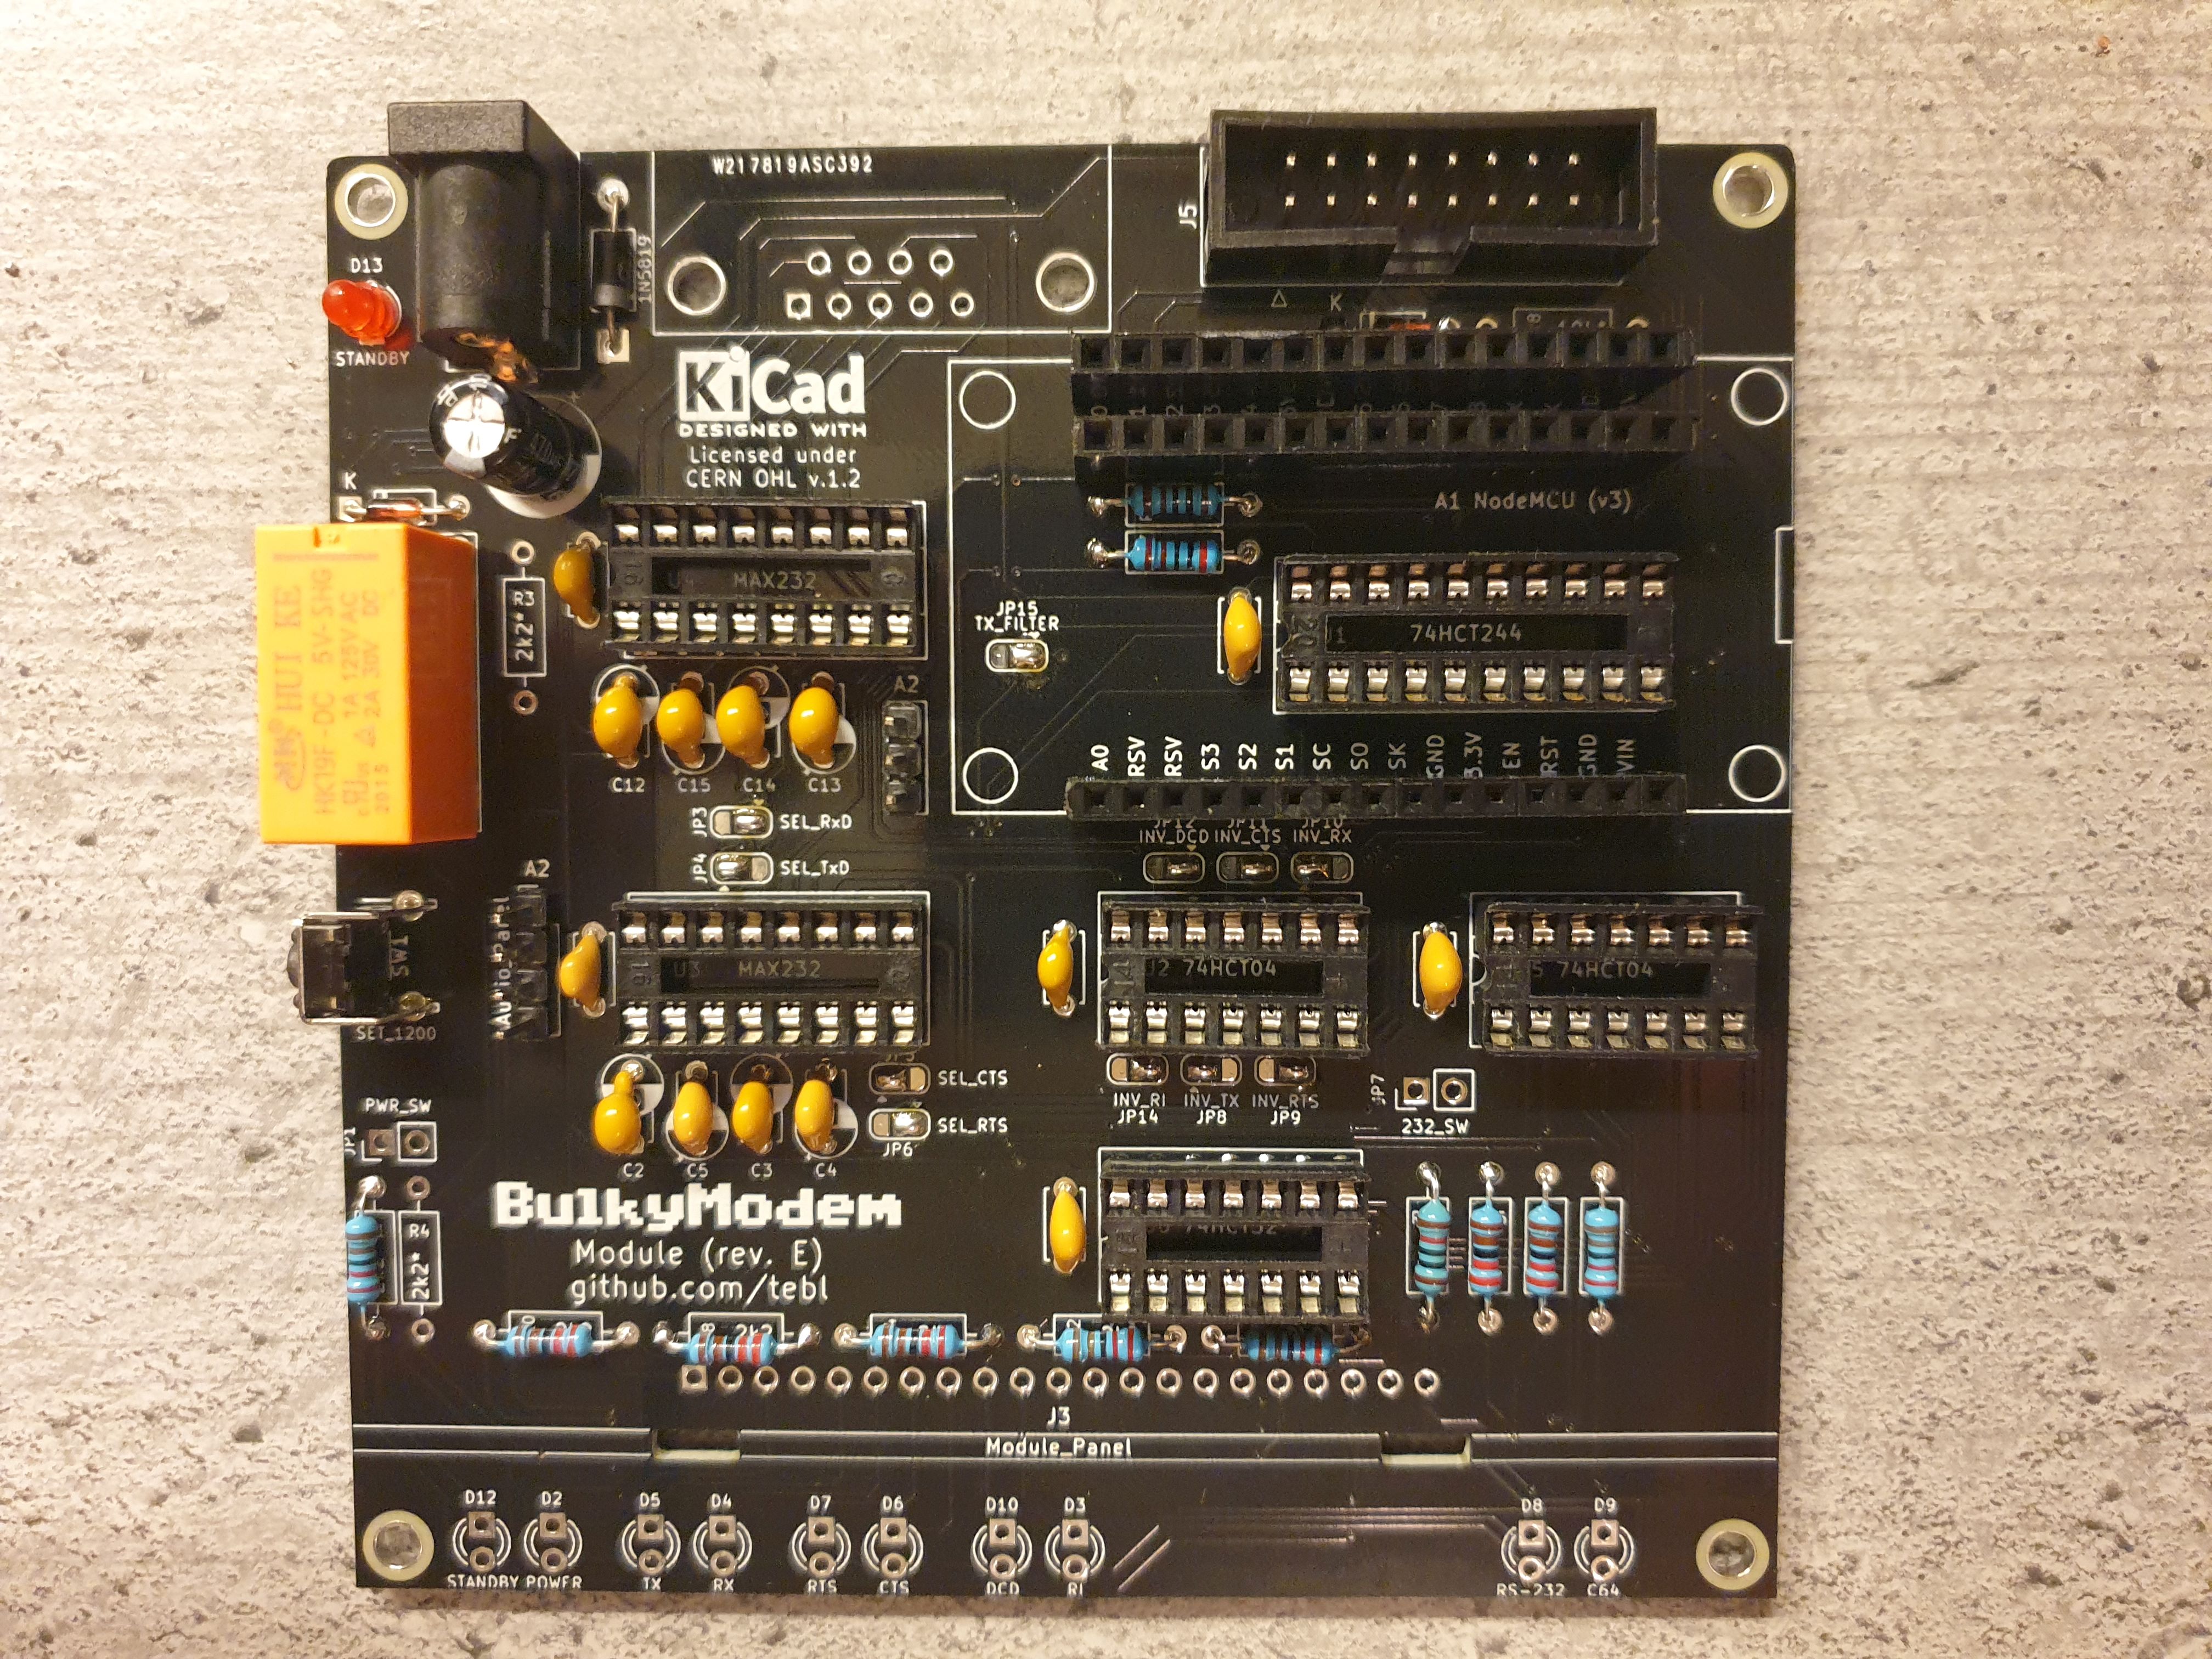 W217819ASC392
J5
D13
STANDBY
1N5819
K
KiCad
DESIGNED WITH
Licensed under
CERN OHL v.1.2
K
A1 NodeMCU (v3)
MAX232
R3
2k2*
JP15
TX_FILTER
74HCT244
HUI KE
HK19F-DC 5V-SHG
1A 125VAC
2A 30V DC
2015
A2
C12
C15
C14
C13
A0
RSV
RSV
S3
S2
S1
SC
SO
SK
GND
3.3V
EN
RST
GND
VIN
JP3
SEL_RxD
JP4
SEL_TxD
JP12
JP11
JP10
INV_DCD
INV_CTS
INV_RX
A2
SW1
SET_1200
U3
MAX232
74HCT04
74HCT04
SEL_CTS
SEL_RTS
JP6
INV_RI
INV_TX
INV_RTS
JP14
JP8
JP9
JP7
232_SW
PWR_SW
JP1
C2
C5
C3
C4
BulkyModem
Module (rev. E)
github.com/tebl
R4
2k2*
J3
Module_Panel
D12
D2
D5
D4
D7
D6
D10
D3
D8
D9
STANDBY
POWER
TX
RX
RTS
CTS
DCD
RI
RS-232
C64